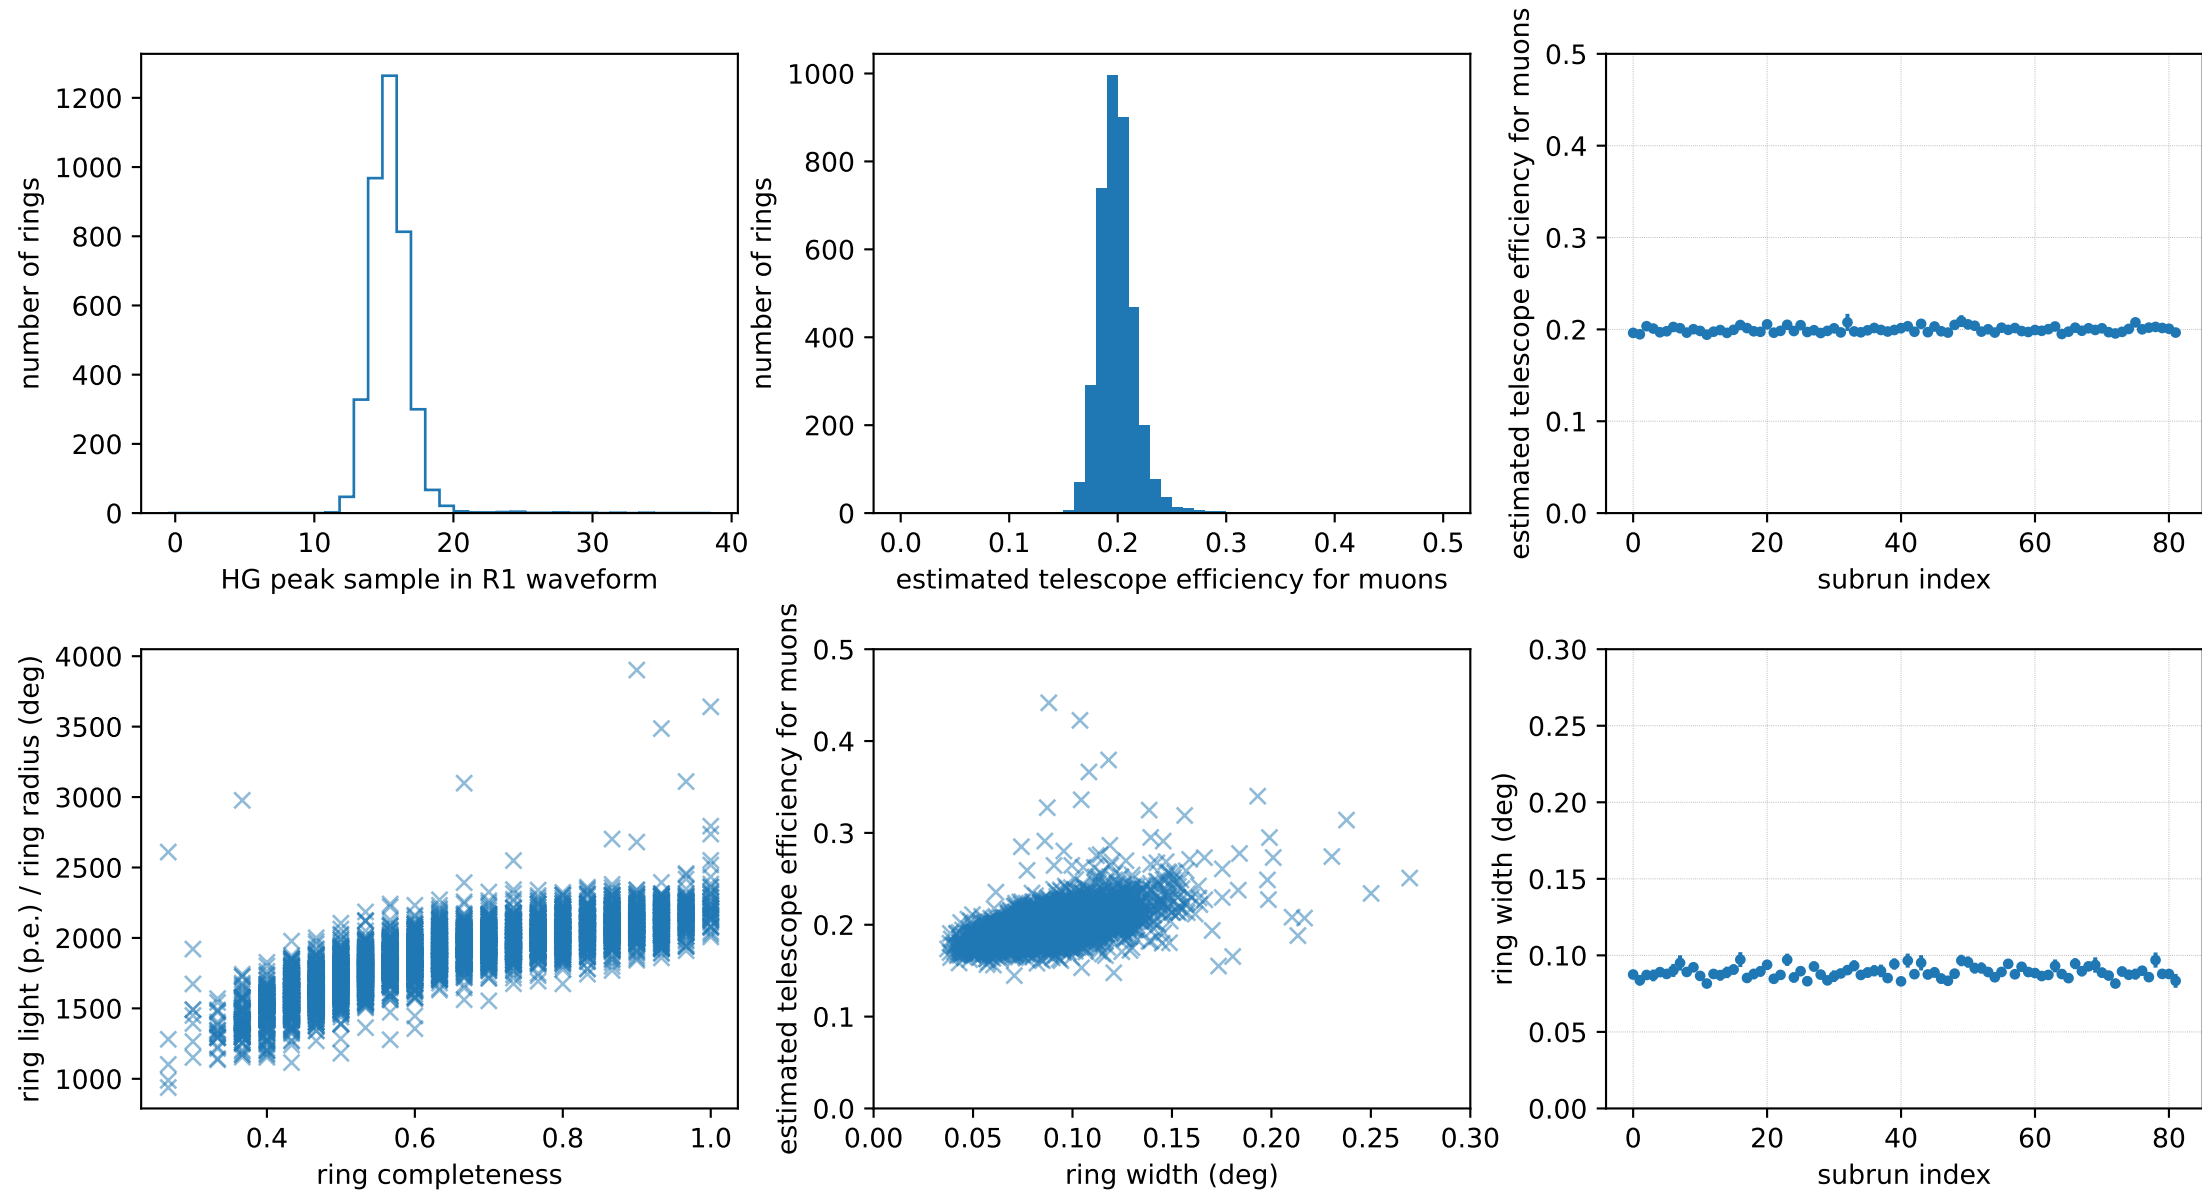 number of rings
1200
1000
800
600
400
200
0
0 10 20 30 40
HG peak sample in R1 waveform
number of rings
1000
800
600
400
200
0
0.0 0.1 0.2 0.3 0.4 0.5
estimated telescope efficiency for muons
estimated telescope efficiency for muons
0.5
0.4
0.3
0.2
0.1
0.0
0 20 40 60 80
subrun index
ring light (p.e.) / ring radius (deg)
4000
3500
3000
2500
2000
1500
1000
0.4 0.6 0.8 1.0
ring completeness
estimated telescope efficiency for muons
0.5
0.4
0.3
0.2
0.1
0.0
0.00 0.05 0.10 0.15 0.20 0.25 0.30
ring width (deg)
ring width (deg)
0.30
0.25
0.20
0.15
0.10
0.05
0.00
0 20 40 60 80
subrun index